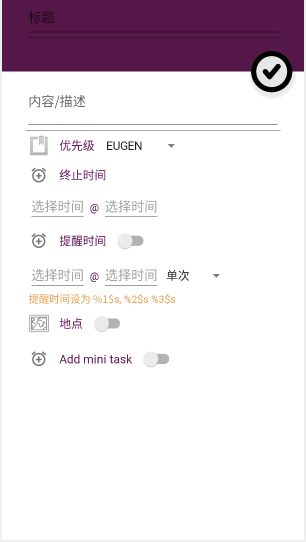 标题
内容/描述
优先级 EUGEN
终止时间
选择时间 @ 选择时间
提醒时间
选择时间 @ 选择时间 单次
提醒时间设为 %1$s, %2$s %3$s
地点
Add mini task